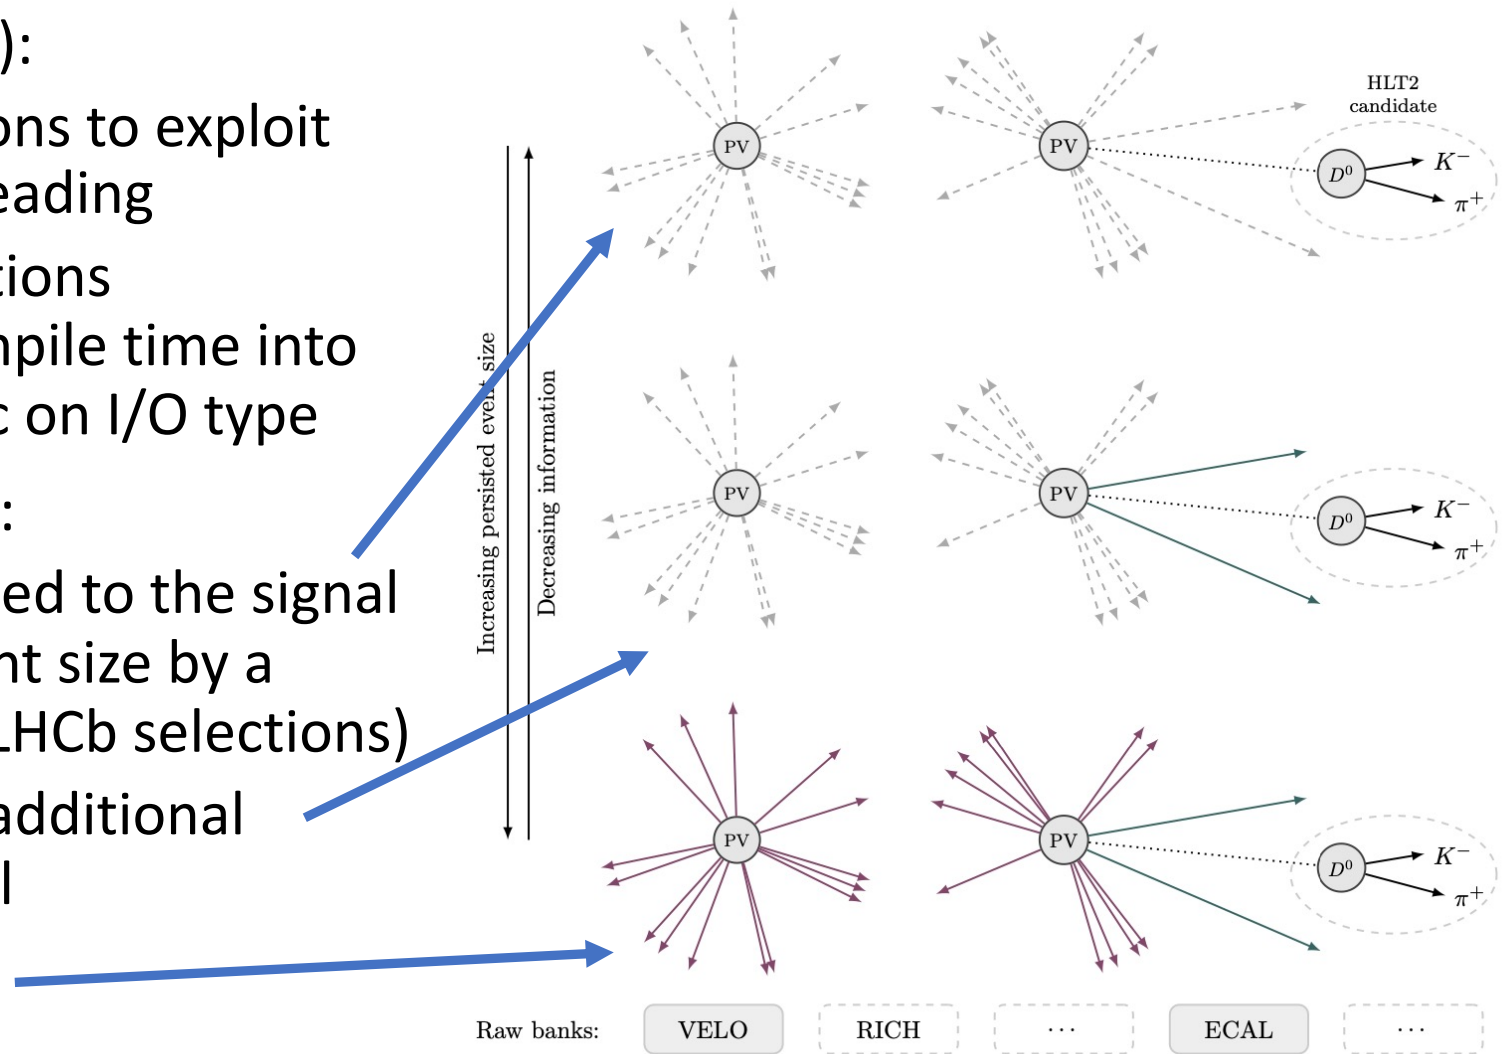 ):
ons to exploit
eading
tions
npile time into
c on I/O type
:
ed to the signal
nt size by a
LHCb selections)
additional
l
Increasing persisted event size
Decreasing information
PV
PV
HLT2
candidate
D⁰
K⁻
π⁺
PV
PV
D⁰
K⁻
π⁺
PV
PV
D⁰
K⁻
π⁺
Raw banks: VELO RICH ··· ECAL ···